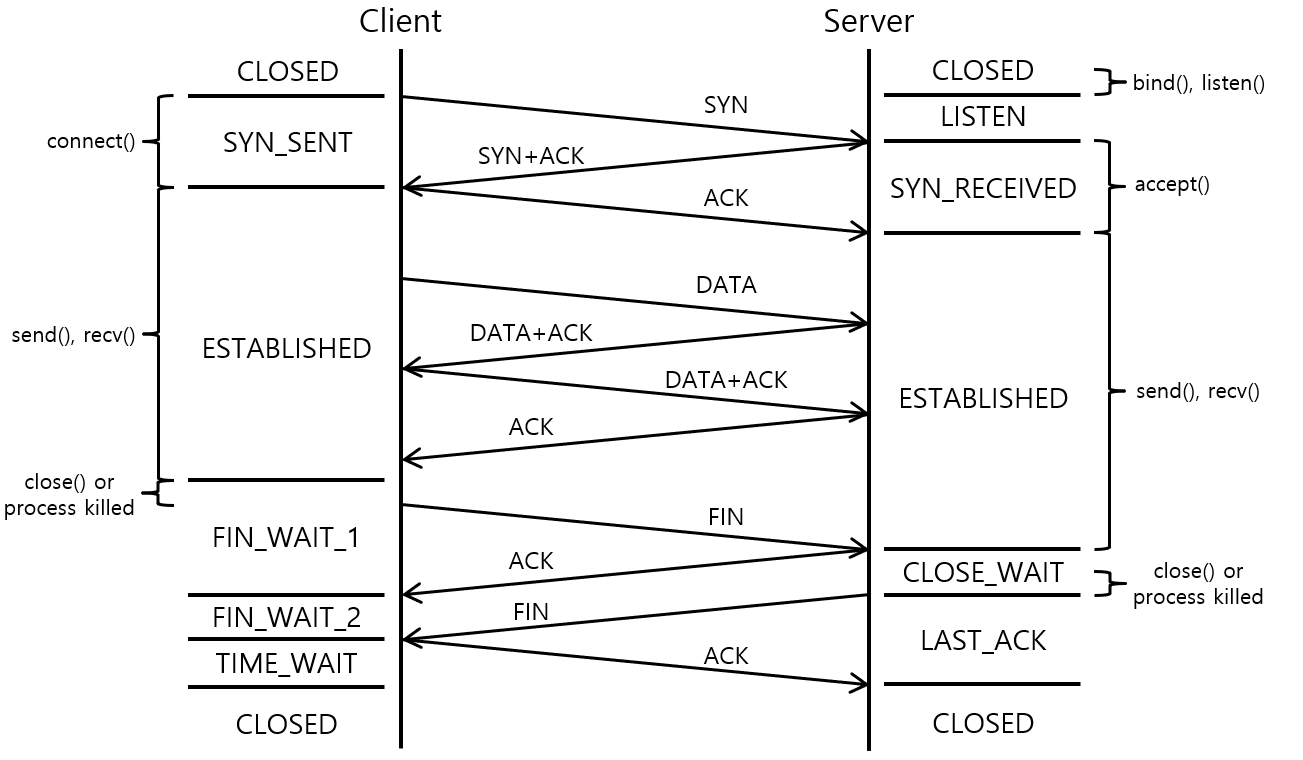 Client
Server
CLOSED
CLOSED
bind(), listen()
SYN
LISTEN
connect()
SYN_SENT
SYN+ACK
ACK
SYN_RECEIVED
accept()
DATA
send(), recv()
ESTABLISHED
DATA+ACK
DATA+ACK
ESTABLISHED
send(), recv()
ACK
close() or
process killed
FIN_WAIT_1
FIN
ACK
CLOSE_WAIT
close() or
process killed
FIN_WAIT_2
FIN
LAST_ACK
TIME_WAIT
ACK
CLOSED
CLOSED